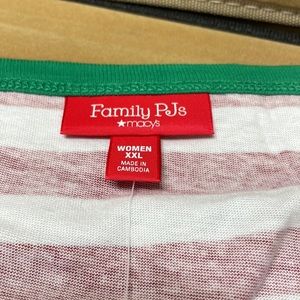 Family PJs
★macys
WOMEN
XXL
MADE IN
CAMBODIA